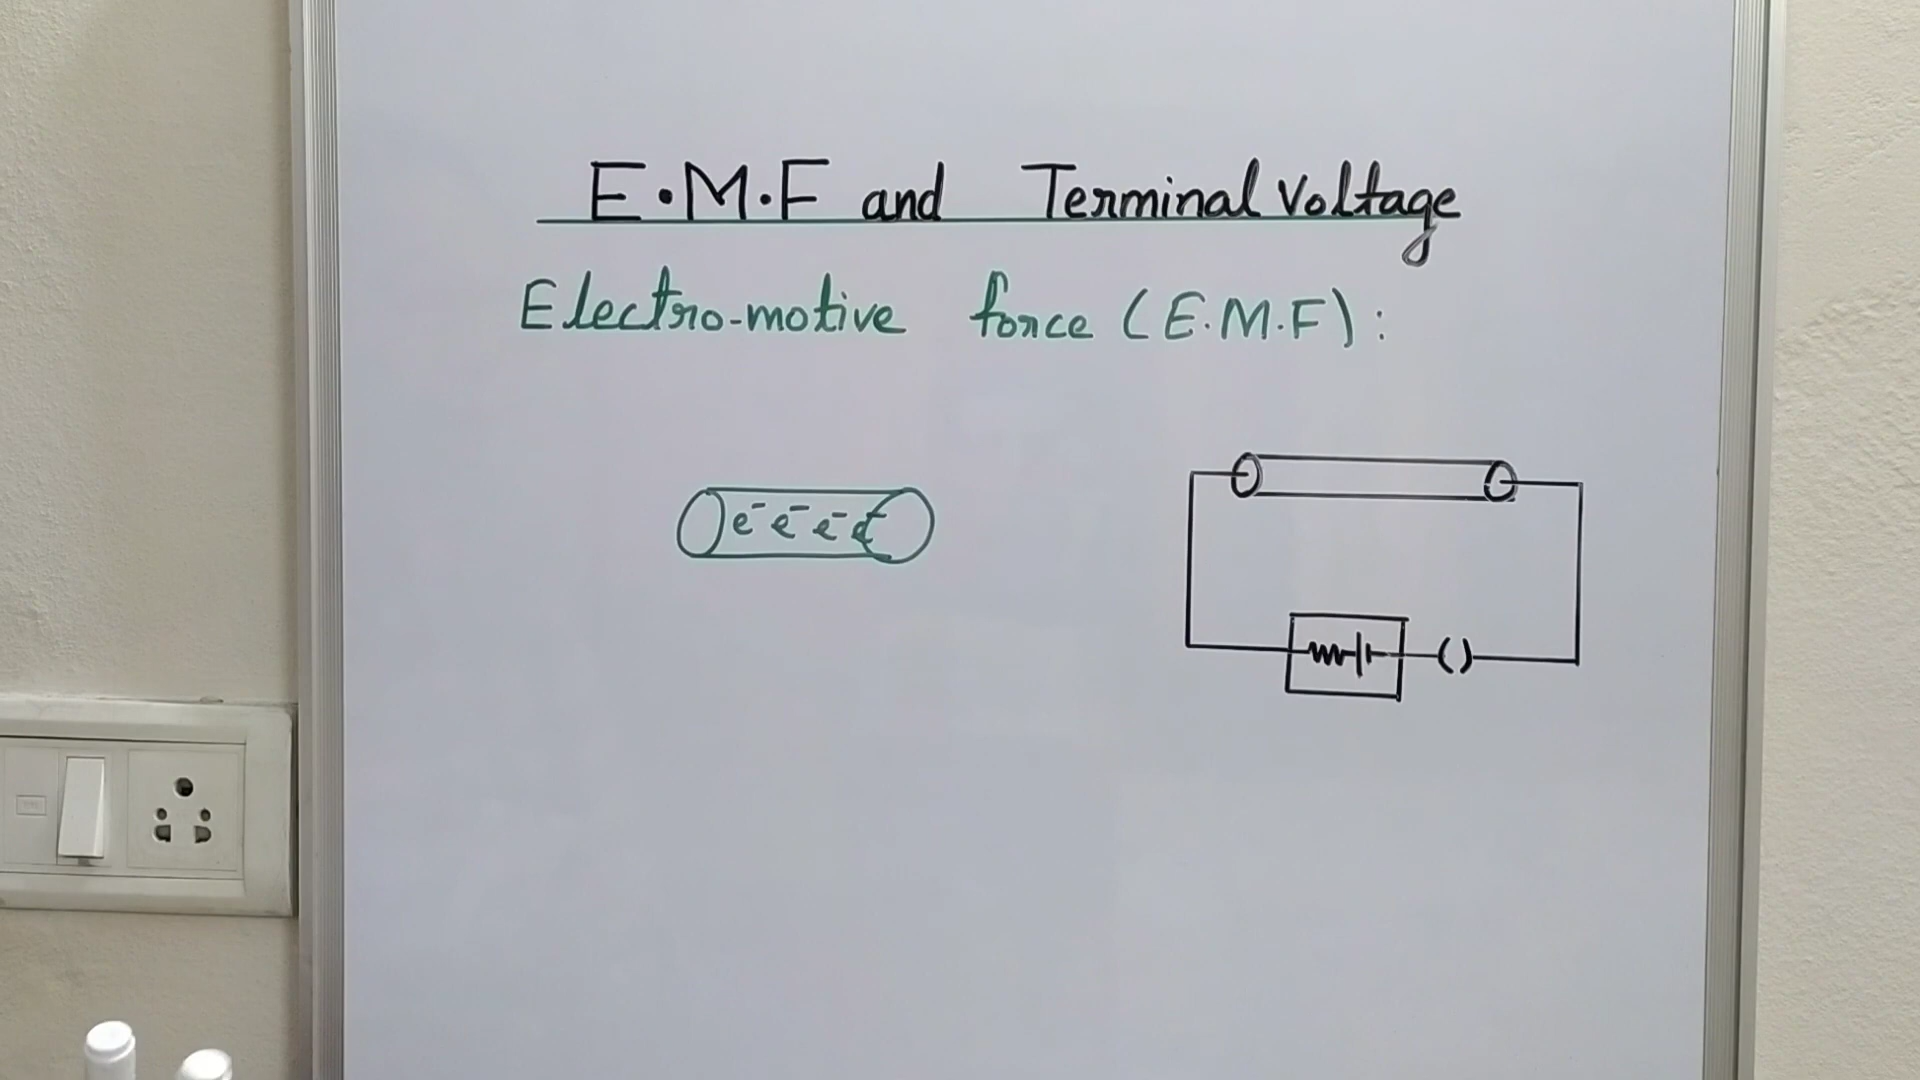 E.M.F and Terminal Voltage
Electro-motive force (E.M.F):
e⁻ e⁻ e⁻ e⁻
( )